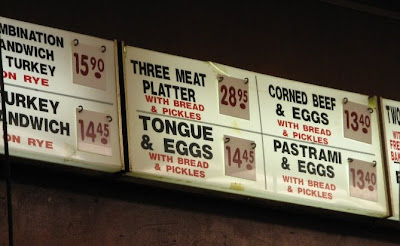 MBINATION
ANDWICH
TURKEY
ON RYE
15.90
TURKEY
ANDWICH
ON RYE
14.45
THREE MEAT
PLATTER
WITH BREAD
& PICKLES
28.95
TONGUE
& EGGS
WITH BREAD
& PICKLES
14.45
CORNED BEEF
& EGGS
WITH BREAD
& PICKLES
13.40
PASTRAMI
& EGGS
WITH BREAD
& PICKLES
13.40
TWO